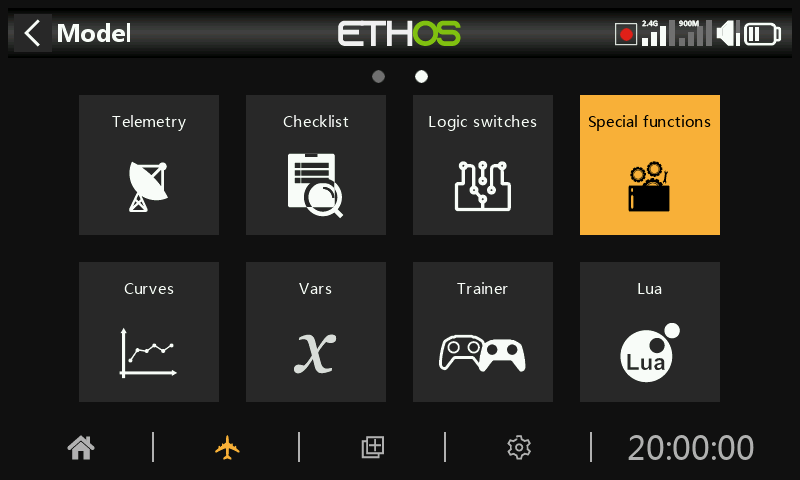 Model
ETHOS
2.4G
900M
Telemetry
Checklist
Logic switches
Special functions
Curves
Vars
Trainer
Lua
x
Lua
20:00:00